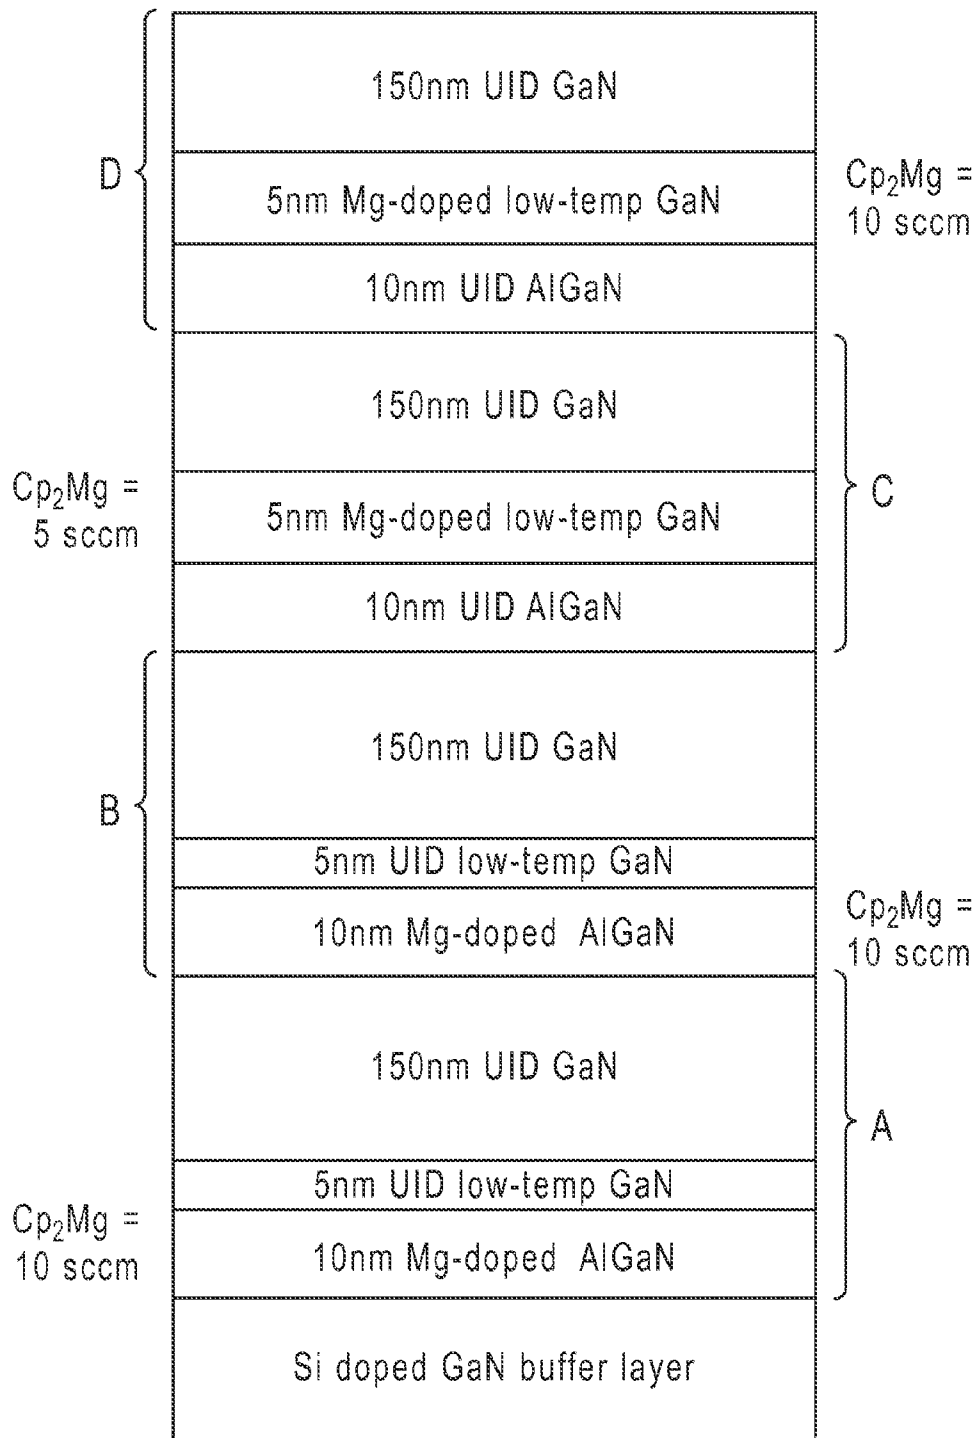 150nm UID GaN
D
5nm Mg-doped low-temp GaN
Cp₂Mg =
10 sccm
10nm UID AlGaN
150nm UID GaN
Cp₂Mg =
5 sccm
5nm Mg-doped low-temp GaN
C
10nm UID AlGaN
150nm UID GaN
B
5nm UID low-temp GaN
10nm Mg-doped AlGaN
Cp₂Mg =
10 sccm
150nm UID GaN
A
5nm UID low-temp GaN
Cp₂Mg =
10 sccm
10nm Mg-doped AlGaN
Si doped GaN buffer layer